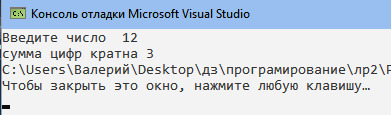 Консоль отладки Microsoft Visual Studio
Введите число  12
сумма цифр кратна 3
C:\Users\Валерий\Desktop\дз\програмирование\лр2\
Чтобы закрыть это окно, нажмите любую клавишу…